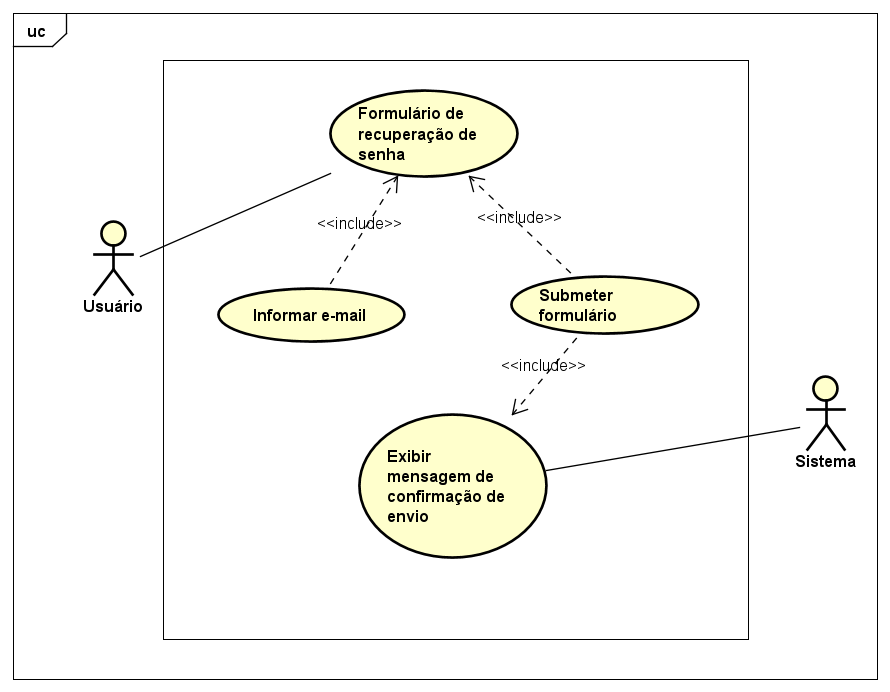 uc
Formulário de
recuperação de
senha
<<include>>
<<include>>
Usuário
Informar e-mail
Submeter
formulário
<<include>>
Exibir
mensagem de
confirmação de
envio
Sistema